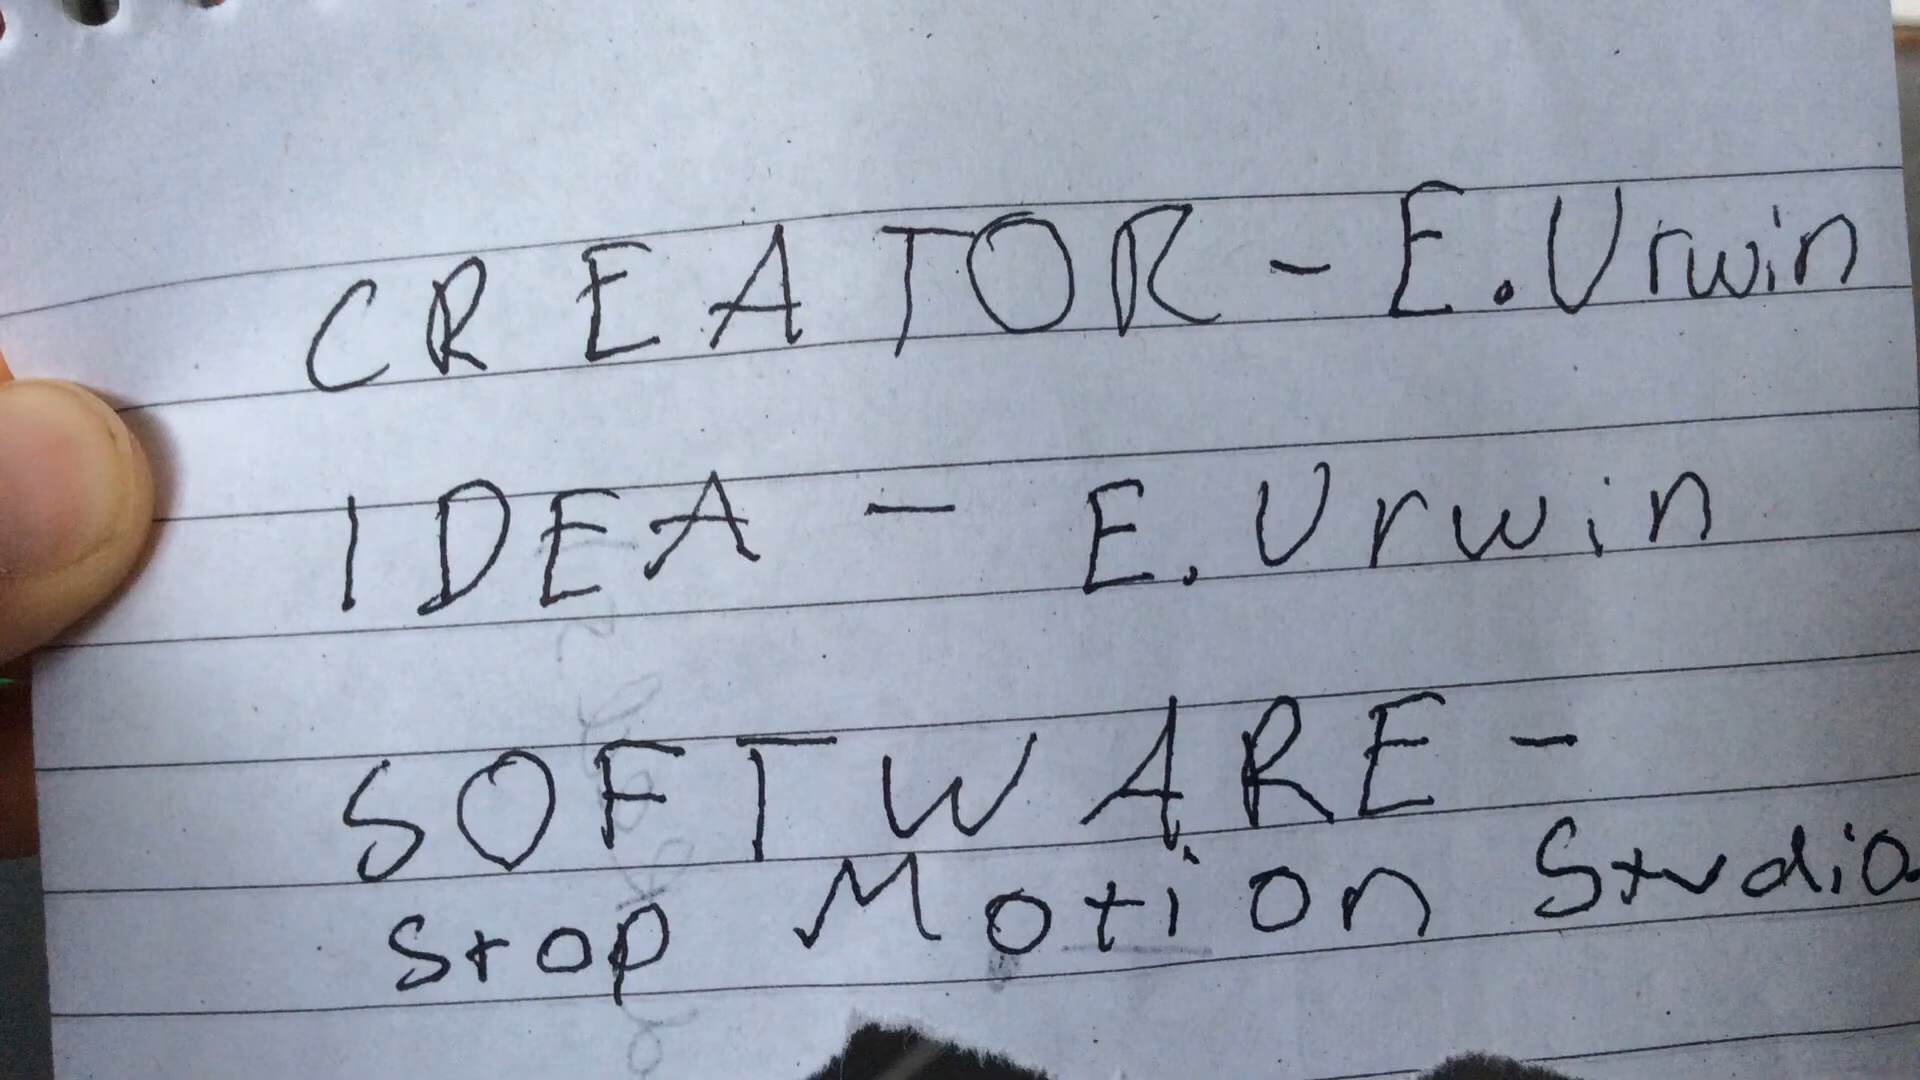 CREATOR - E. Urwin
IDEA - E. Urwin
SOFTWARE -
Stop Motion Studio